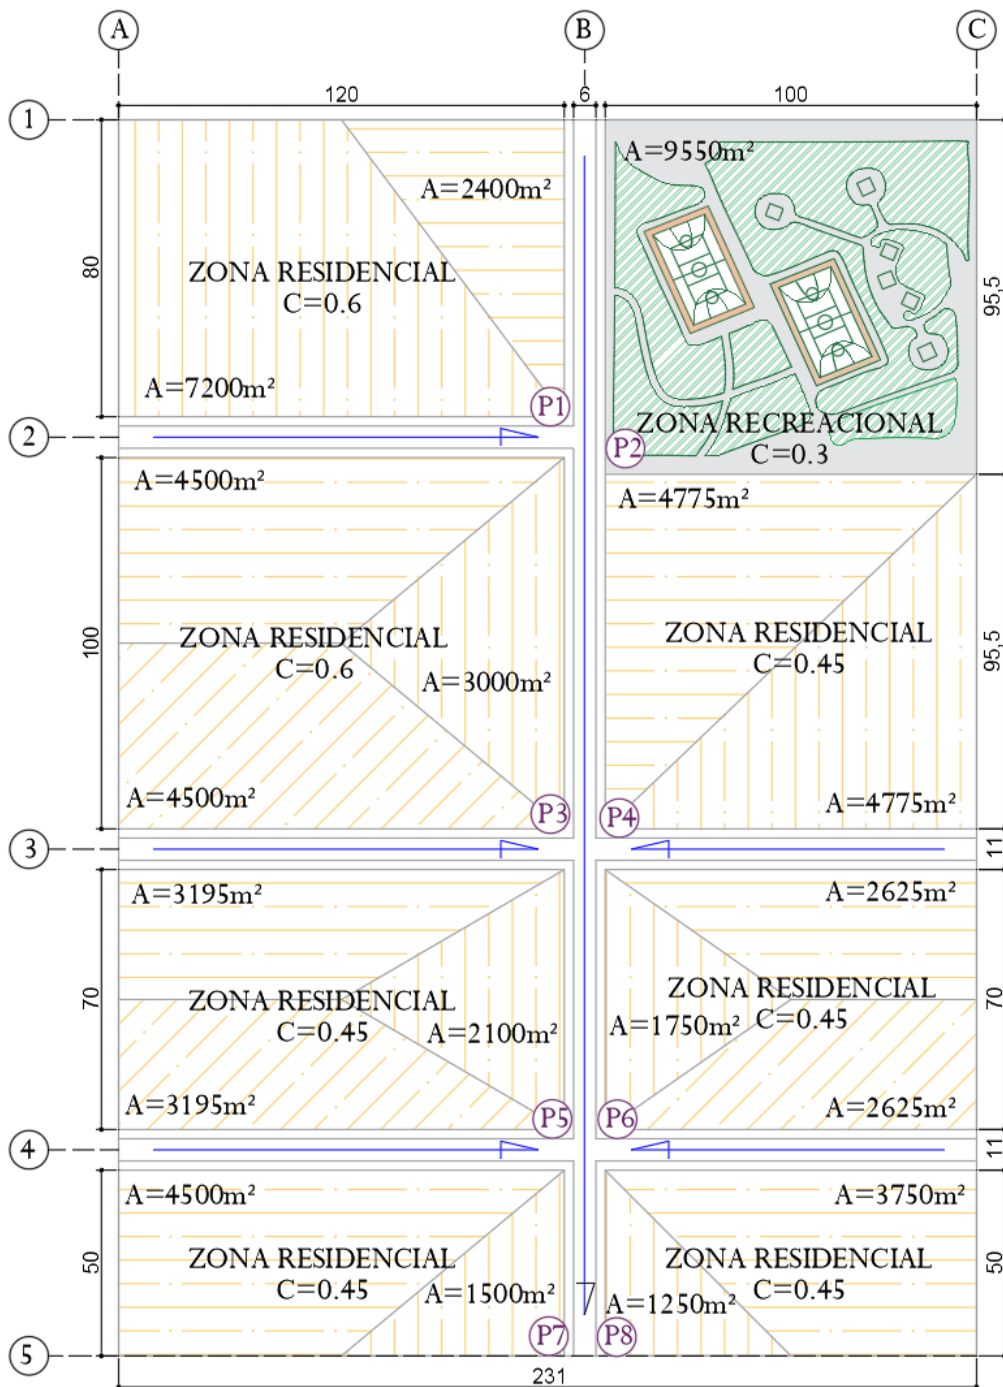 A
B
C
120
6
100
1
A=9550m²
A=2400m²
80
ZONA RESIDENCIAL
C=0.6
95,5
A=7200m²
P1
2
ZONA RECREACIONAL
P2
C=0.3
A=4500m²
A=4775m²
100
ZONA RESIDENCIAL
C=0.6
ZONA RESIDENCIAL
C=0.45
95,5
A=3000m²
A=4500m²
A=4775m²
P3
P4
3
11
A=3195m²
A=2625m²
70
ZONA RESIDENCIAL
C=0.45
ZONA RESIDENCIAL
C=0.45
70
A=2100m²
A=1750m²
A=3195m²
A=2625m²
P5
P6
4
11
A=4500m²
A=3750m²
50
ZONA RESIDENCIAL
C=0.45
ZONA RESIDENCIAL
C=0.45
50
A=1500m²
A=1250m²
P7
P8
5
231